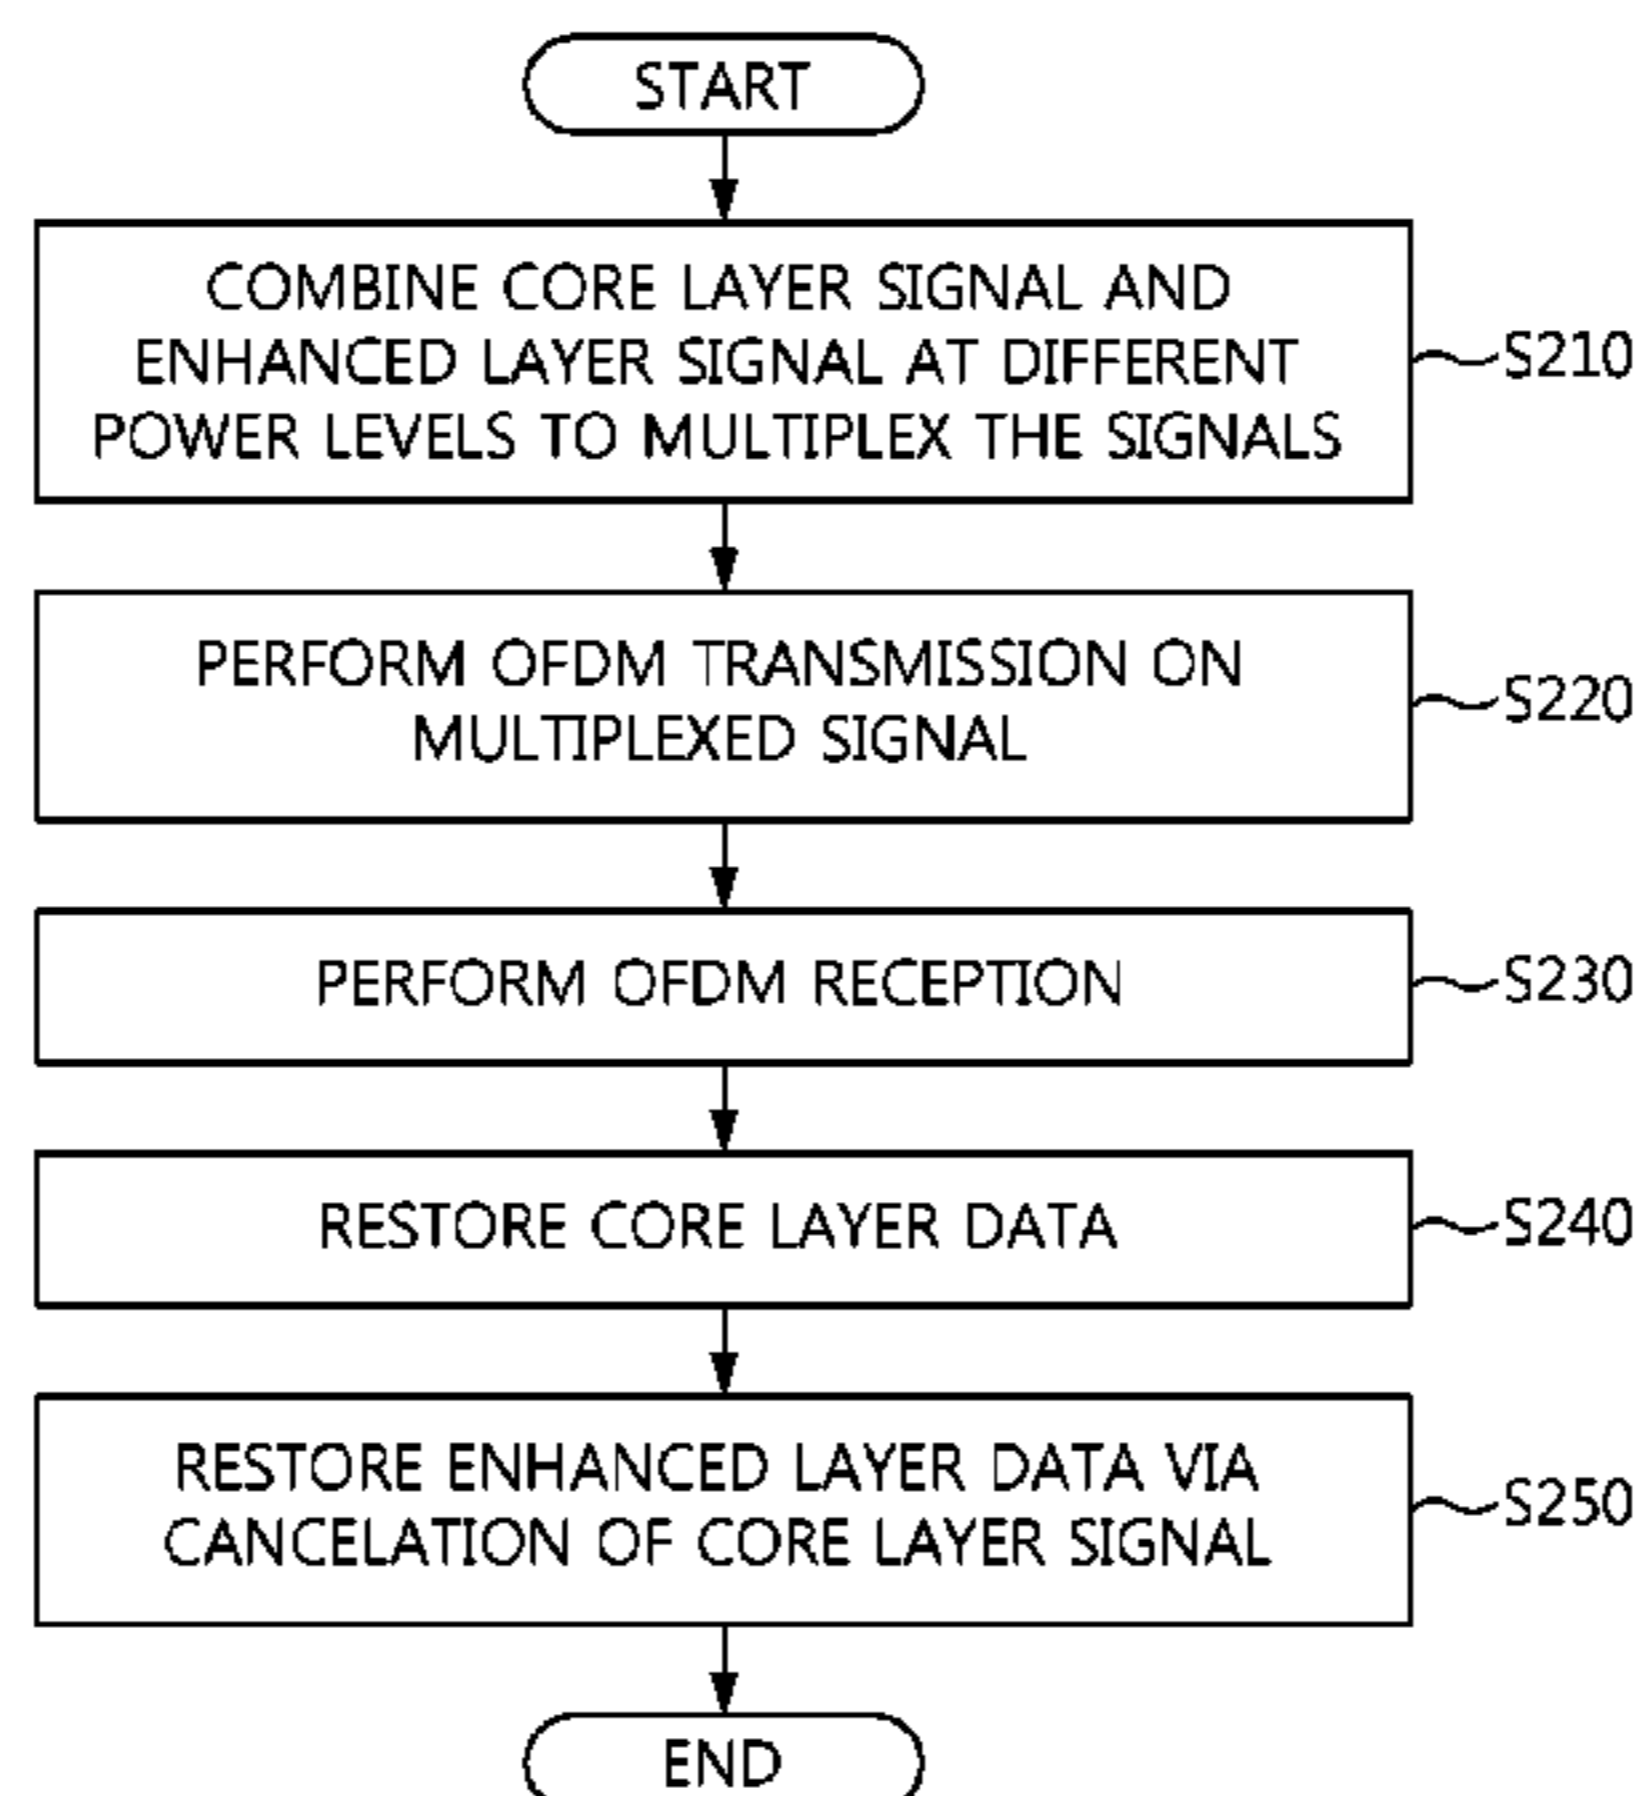 START
COMBINE CORE LAYER SIGNAL AND
ENHANCED LAYER SIGNAL AT DIFFERENT
POWER LEVELS TO MULTIPLEX THE SIGNALS
S210
PERFORM OFDM TRANSMISSION ON
MULTIPLEXED SIGNAL
S220
PERFORM OFDM RECEPTION
S230
RESTORE CORE LAYER DATA
S240
RESTORE ENHANCED LAYER DATA VIA
CANCELATION OF CORE LAYER SIGNAL
S250
END